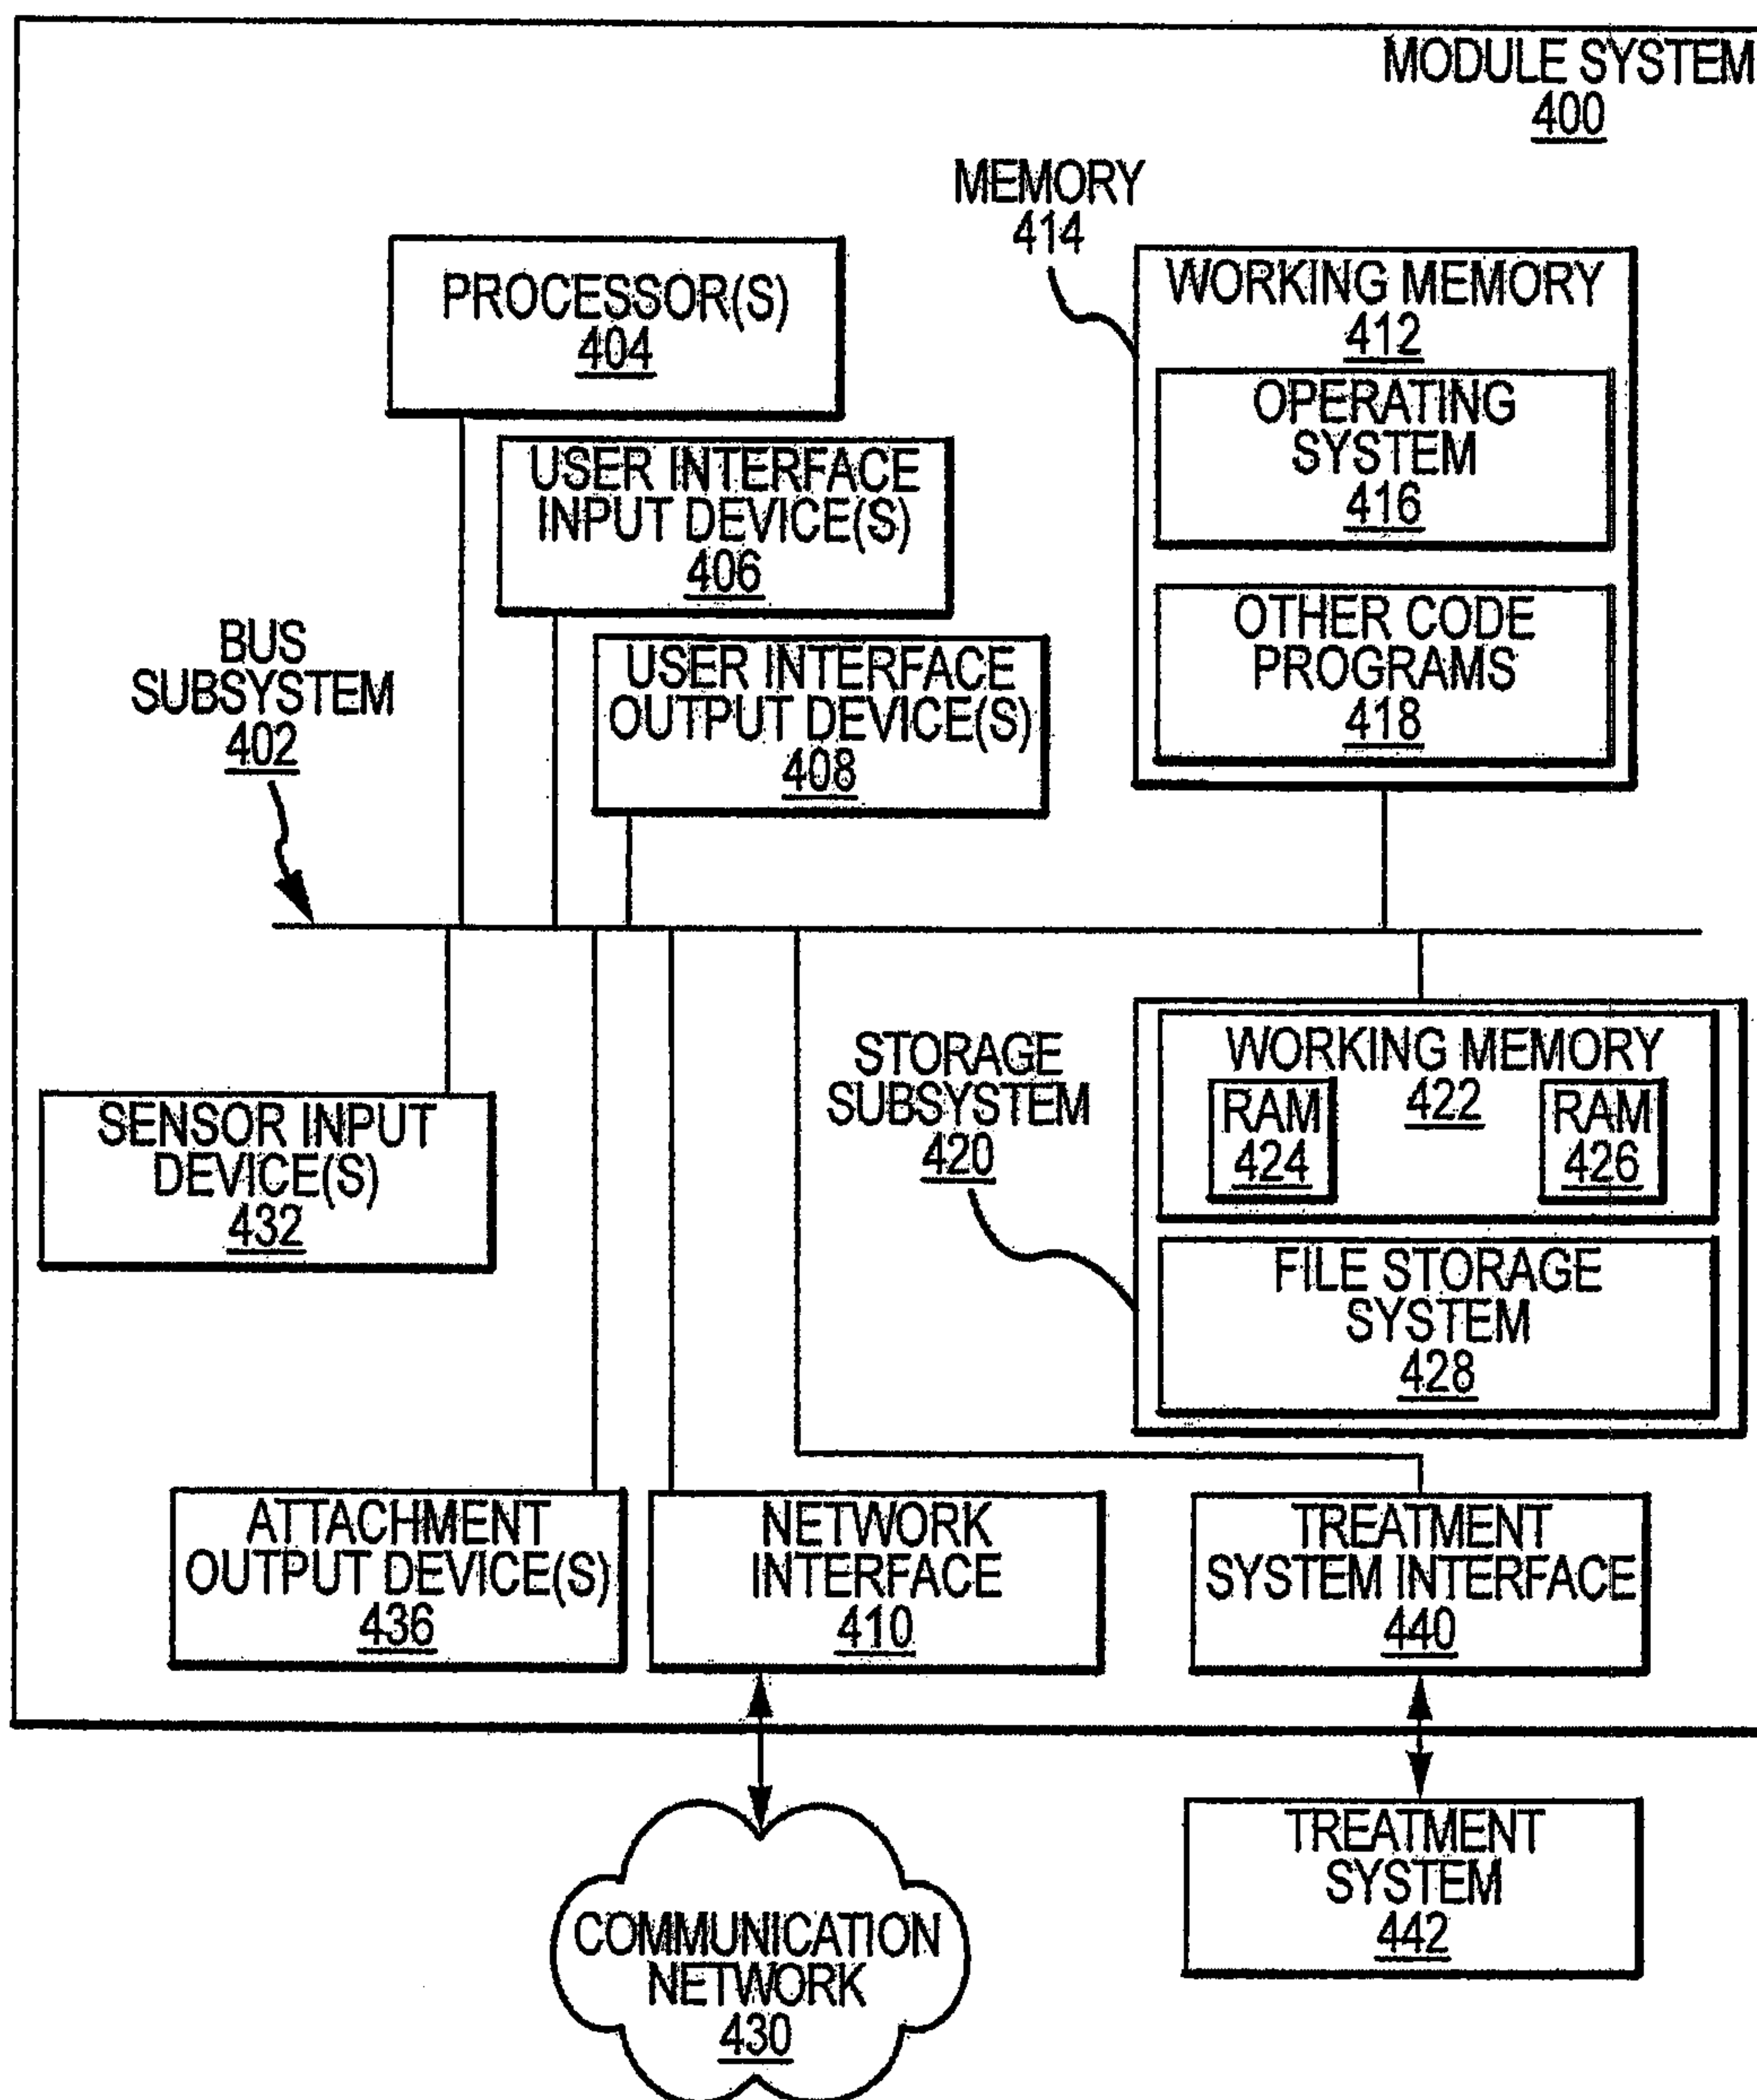 MODULE SYSTEM
400
MEMORY
414
PROCESSOR(S)
404
WORKING MEMORY
412
OPERATING
SYSTEM
416
USER INTERFACE
INPUT DEVICE(S)
406
OTHER CODE
PROGRAMS
418
BUS
SUBSYSTEM
402
USER INTERFACE
OUTPUT DEVICE(S)
408
STORAGE
SUBSYSTEM
420
WORKING MEMORY
422
RAM
424
RAM
426
SENSOR INPUT
DEVICE(S)
432
FILE STORAGE
SYSTEM
428
ATTACHMENT
OUTPUT DEVICE(S)
436
NETWORK
INTERFACE
410
TREATMENT
SYSTEM INTERFACE
440
COMMUNICATION
NETWORK
430
TREATMENT
SYSTEM
442